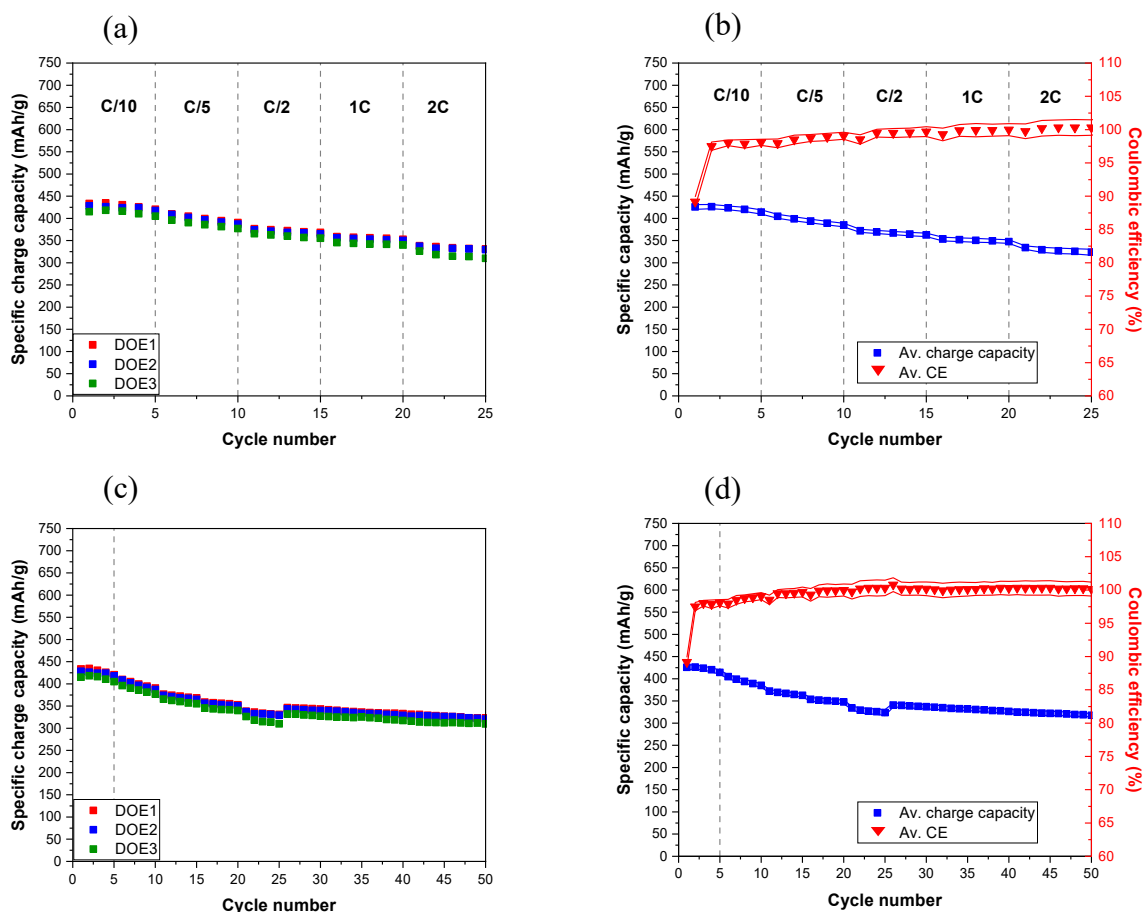 (a)
750
700
650
600
550
500
450
400
350
300
250
200
150
100
50
0
Specific charge capacity (mAh/g)
C/10 C/5 C/2 1C 2C
DOE1
DOE2
DOE3
0 5 10 15 20 25
Cycle number
(b)
750
700
650
600
550
500
450
400
350
300
250
200
150
100
50
0
Specific capacity (mAh/g)
C/10 C/5 C/2 1C 2C
Av. charge capacity
Av. CE
110
105
100
95
90
85
80
75
70
65
60
Coulombic efficiency (%)
0 5 10 15 20 25
Cycle number
(c)
750
700
650
600
550
500
450
400
350
300
250
200
150
100
50
0
Specific charge capacity (mAh/g)
DOE1
DOE2
DOE3
0 5 10 15 20 25 30 35 40 45 50
Cycle number
(d)
750
700
650
600
550
500
450
400
350
300
250
200
150
100
50
0
Specific capacity (mAh/g)
Av. charge capacity
Av. CE
110
105
100
95
90
85
80
75
70
65
60
Coulombic efficiency (%)
0 5 10 15 20 25 30 35 40 45 50
Cycle number